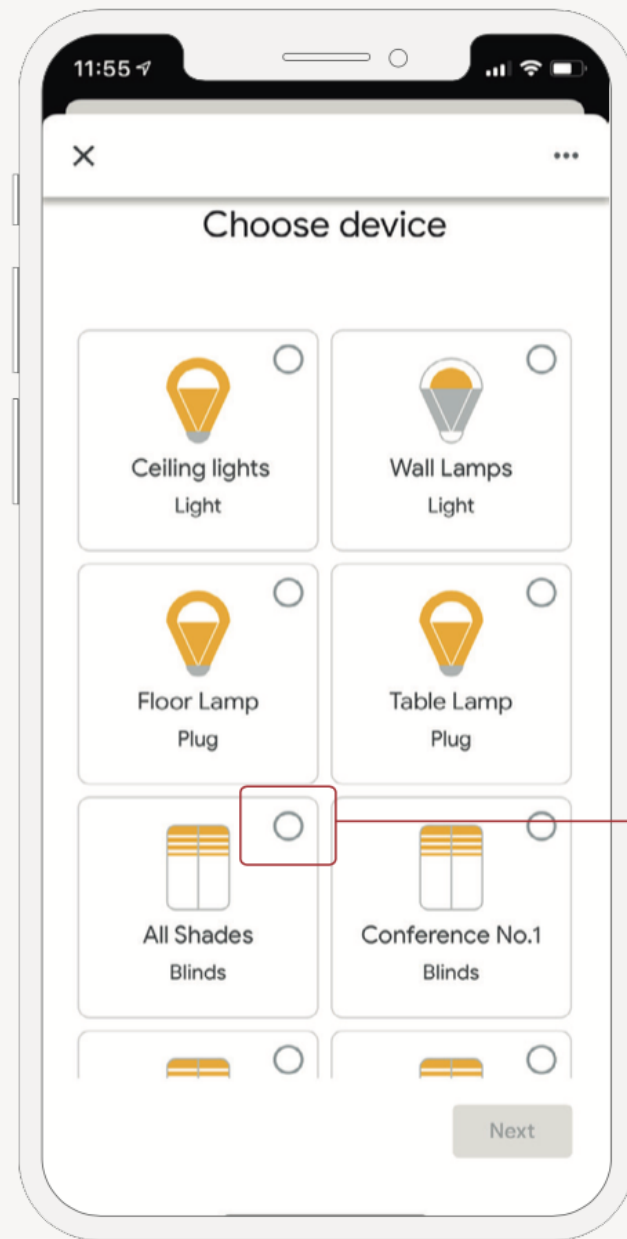 11:55
Choose device
Ceiling lights
Light
Wall Lamps
Light
Floor Lamp
Plug
Table Lamp
Plug
All Shades
Blinds
Conference No.1
Blinds
Next